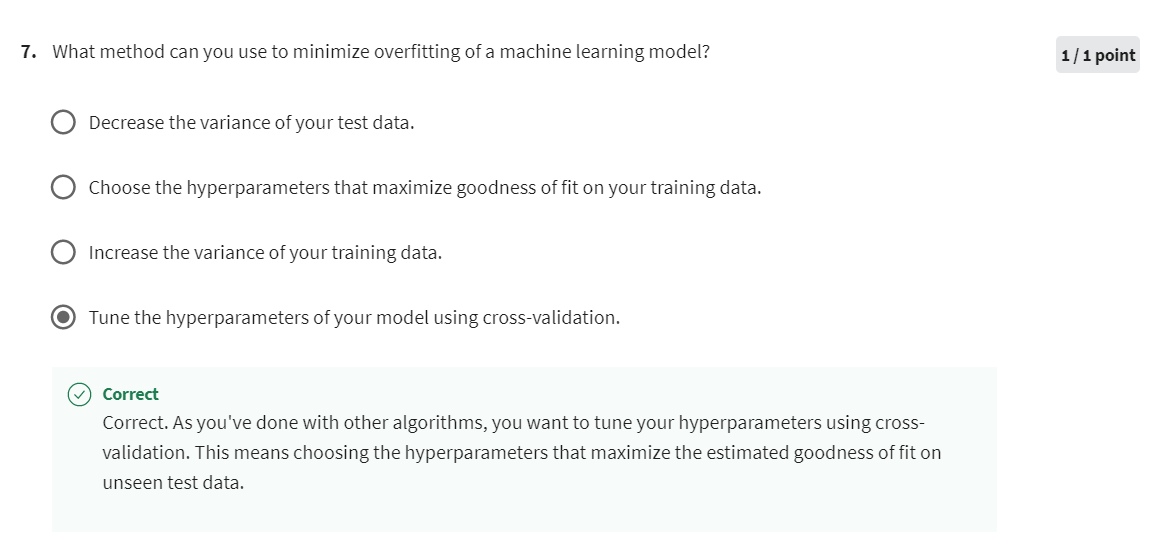 7. What method can you use to minimize overfitting of a machine learning model?
1 / 1 point
Decrease the variance of your test data.
Choose the hyperparameters that maximize goodness of fit on your training data.
Increase the variance of your training data.
Tune the hyperparameters of your model using cross-validation.
Correct
Correct. As you've done with other algorithms, you want to tune your hyperparameters using cross-
validation. This means choosing the hyperparameters that maximize the estimated goodness of fit on
unseen test data.